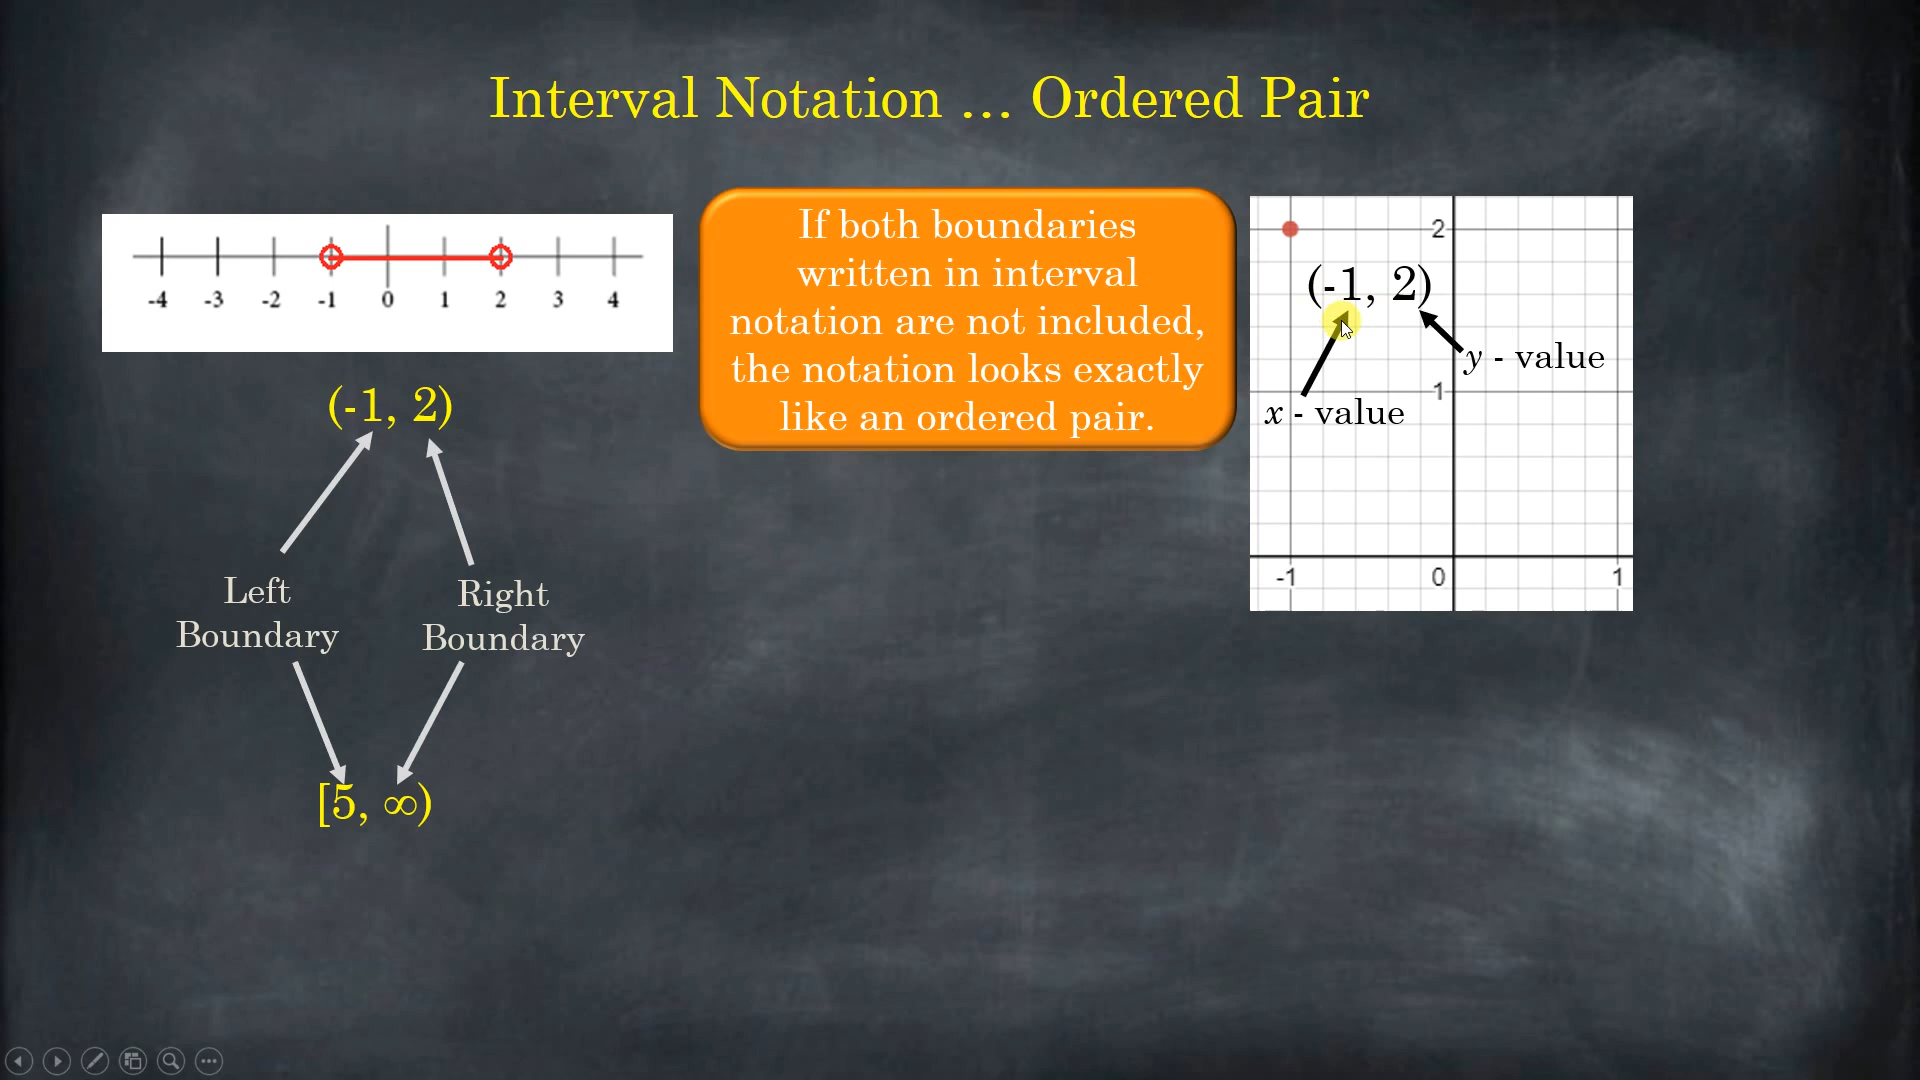 Interval Notation ... Ordered Pair
-4 -3 -2 -1 0 1 2 3 4
(-1, 2)
Left
Boundary
Right
Boundary
[5, ∞)
If both boundaries
written in interval
notation are not included,
the notation looks exactly
like an ordered pair.
2
(-1, 2)
y - value
1
x - value
-1 0 1